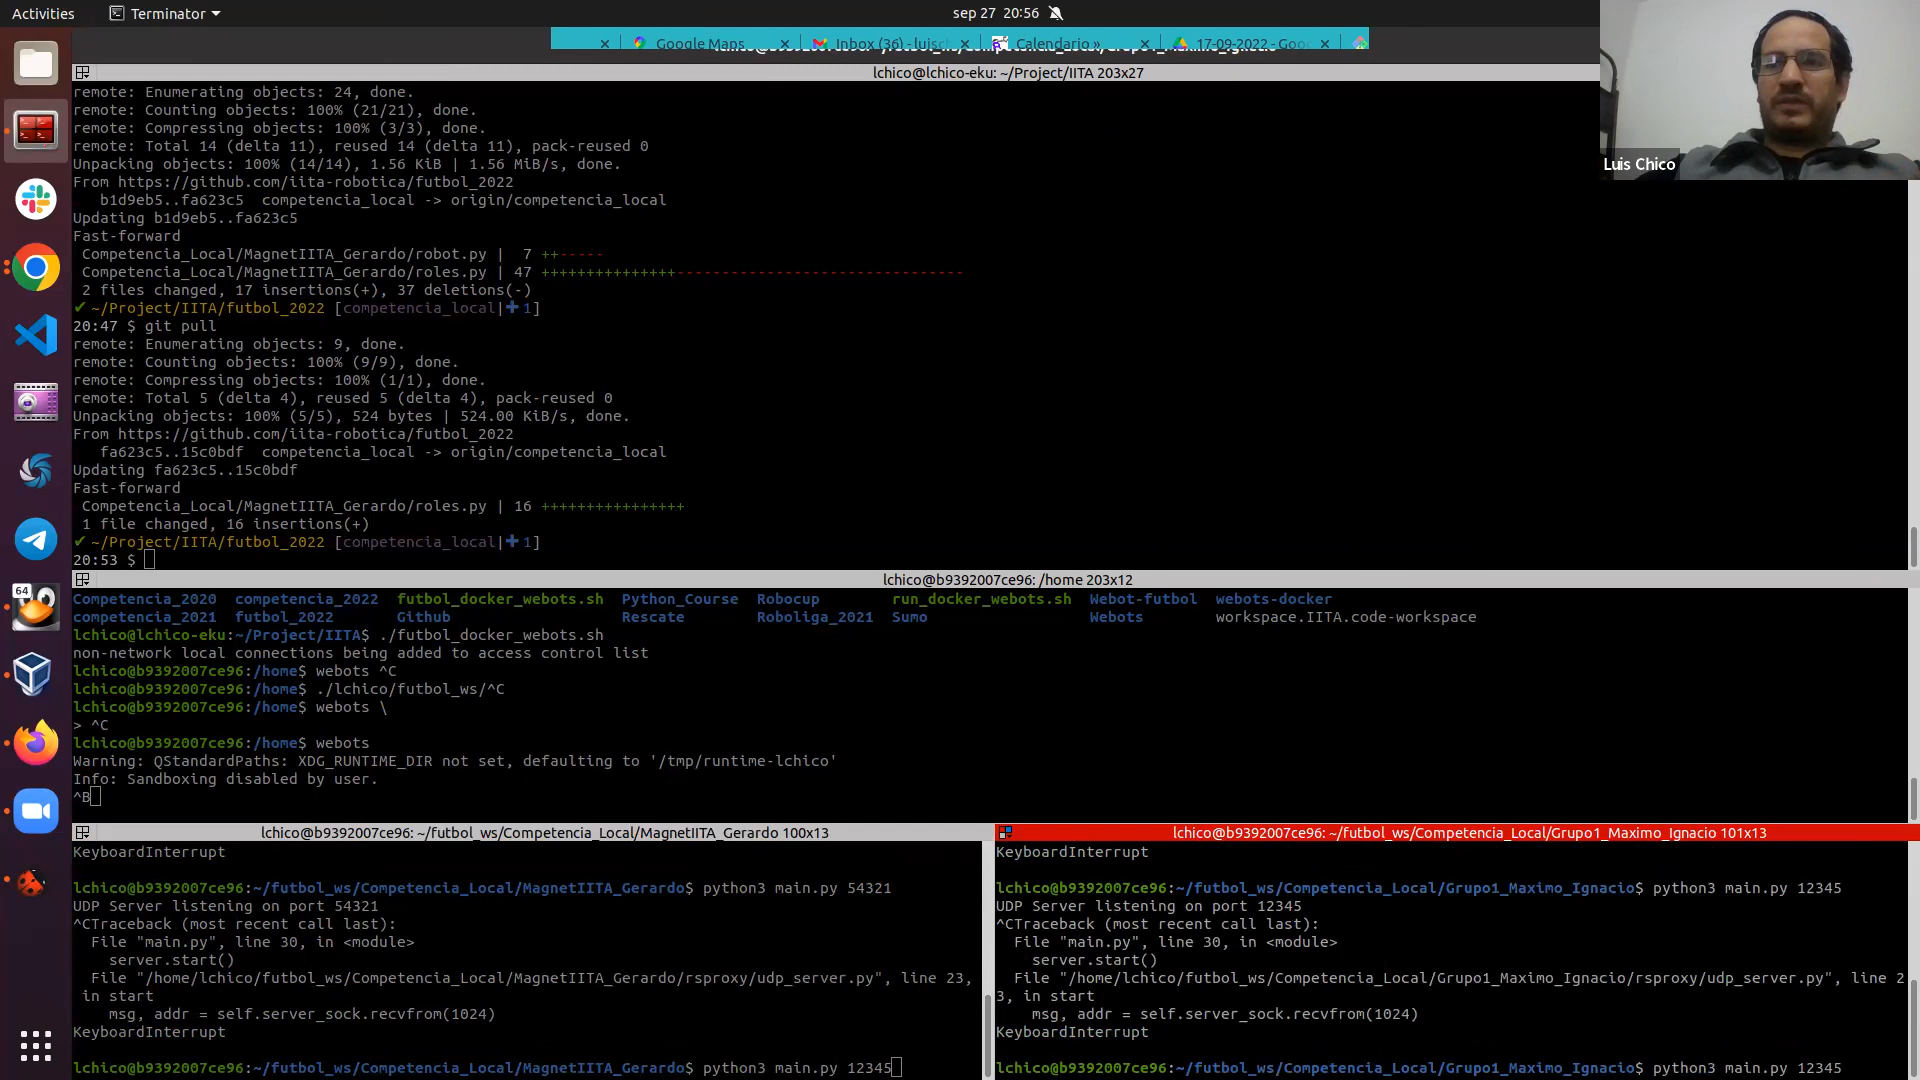 Activities
Terminator
sep 27 20:56
Google Maps
Inbox (36) - luisc
Calendario »
17-09-2022 - Goo
lchico@lchico-eku: ~/Project/IITA 203x27
remote: Enumerating objects: 24, done.
remote: Counting objects: 100% (21/21), done.
remote: Compressing objects: 100% (3/3), done.
remote: Total 14 (delta 11), reused 14 (delta 11), pack-reused 0
Unpacking objects: 100% (14/14), 1.56 KiB | 1.56 MiB/s, done.
From https://github.com/iita-robotica/futbol_2022
b1d9eb5..fa623c5  competencia_local -> origin/competencia_local
Updating b1d9eb5..fa623c5
Fast-forward
Competencia_Local/MagnetIITA_Gerardo/robot.py |  7 ++-----
Competencia_Local/MagnetIITA_Gerardo/roles.py | 47 +++++++++++++++--------------------------------
2 files changed, 17 insertions(+), 37 deletions(-)
✔ ~/Project/IITA/futbol_2022 [competencia_local|✚ 1]
20:47 $ git pull
remote: Enumerating objects: 9, done.
remote: Counting objects: 100% (9/9), done.
remote: Compressing objects: 100% (1/1), done.
remote: Total 5 (delta 4), reused 5 (delta 4), pack-reused 0
Unpacking objects: 100% (5/5), 524 bytes | 524.00 KiB/s, done.
From https://github.com/iita-robotica/futbol_2022
fa623c5..15c0bdf  competencia_local -> origin/competencia_local
Updating fa623c5..15c0bdf
Fast-forward
Competencia_Local/MagnetIITA_Gerardo/roles.py | 16 ++++++++++++++++
1 file changed, 16 insertions(+)
✔ ~/Project/IITA/futbol_2022 [competencia_local|✚ 1]
20:53 $
Luis Chico
64
lchico@b9392007ce96: /home 203x12
Competencia_2020  competencia_2022  futbol_docker_webots.sh  Python_Course  Robocup  run_docker_webots.sh  Webot-futbol  webots-docker
competencia_2021  futbol_2022  Github  Rescate  Roboliga_2021  Sumo  Webots  workspace.IITA.code-workspace
lchico@lchico-eku:~/Project/IITA$ ./futbol_docker_webots.sh
non-network local connections being added to access control list
lchico@b9392007ce96:/home$ webots ^C
lchico@b9392007ce96:/home$ ./lchico/futbol_ws/^C
lchico@b9392007ce96:/home$ webots \
> ^C
lchico@b9392007ce96:/home$ webots
Warning: QStandardPaths: XDG_RUNTIME_DIR not set, defaulting to '/tmp/runtime-lchico'
Info: Sandboxing disabled by user.
^B
lchico@b9392007ce96: ~/futbol_ws/Competencia_Local/MagnetIITA_Gerardo 100x13
KeyboardInterrupt
lchico@b9392007ce96:~/futbol_ws/Competencia_Local/MagnetIITA_Gerardo$ python3 main.py 54321
UDP Server listening on port 54321
^CTraceback (most recent call last):
File "main.py", line 30, in <module>
server.start()
File "/home/lchico/futbol_ws/Competencia_Local/MagnetIITA_Gerardo/rsproxy/udp_server.py", line 23,
in start
msg, addr = self.server_sock.recvfrom(1024)
KeyboardInterrupt
lchico@b9392007ce96:~/futbol_ws/Competencia_Local/MagnetIITA_Gerardo$ python3 main.py 12345
lchico@b9392007ce96: ~/futbol_ws/Competencia_Local/Grupo1_Maximo_Ignacio 101x13
KeyboardInterrupt
lchico@b9392007ce96:~/futbol_ws/Competencia_Local/Grupo1_Maximo_Ignacio$ python3 main.py 12345
UDP Server listening on port 12345
^CTraceback (most recent call last):
File "main.py", line 30, in <module>
server.start()
File "/home/lchico/futbol_ws/Competencia_Local/Grupo1_Maximo_Ignacio/rsproxy/udp_server.py", line 2
3, in start
msg, addr = self.server_sock.recvfrom(1024)
KeyboardInterrupt
lchico@b9392007ce96:~/futbol_ws/Competencia_Local/Grupo1_Maximo_Ignacio$ python3 main.py 12345